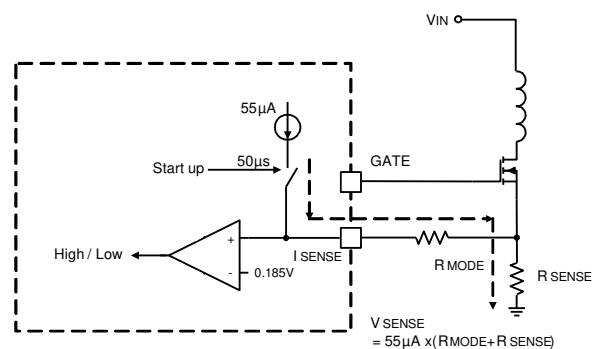 VIN
55µA
Start up
50µs
GATE
+
High / Low
-
0.185V
I SENSE
R MODE
R SENSE
V SENSE
= 55µA x(RMODE+R SENSE)